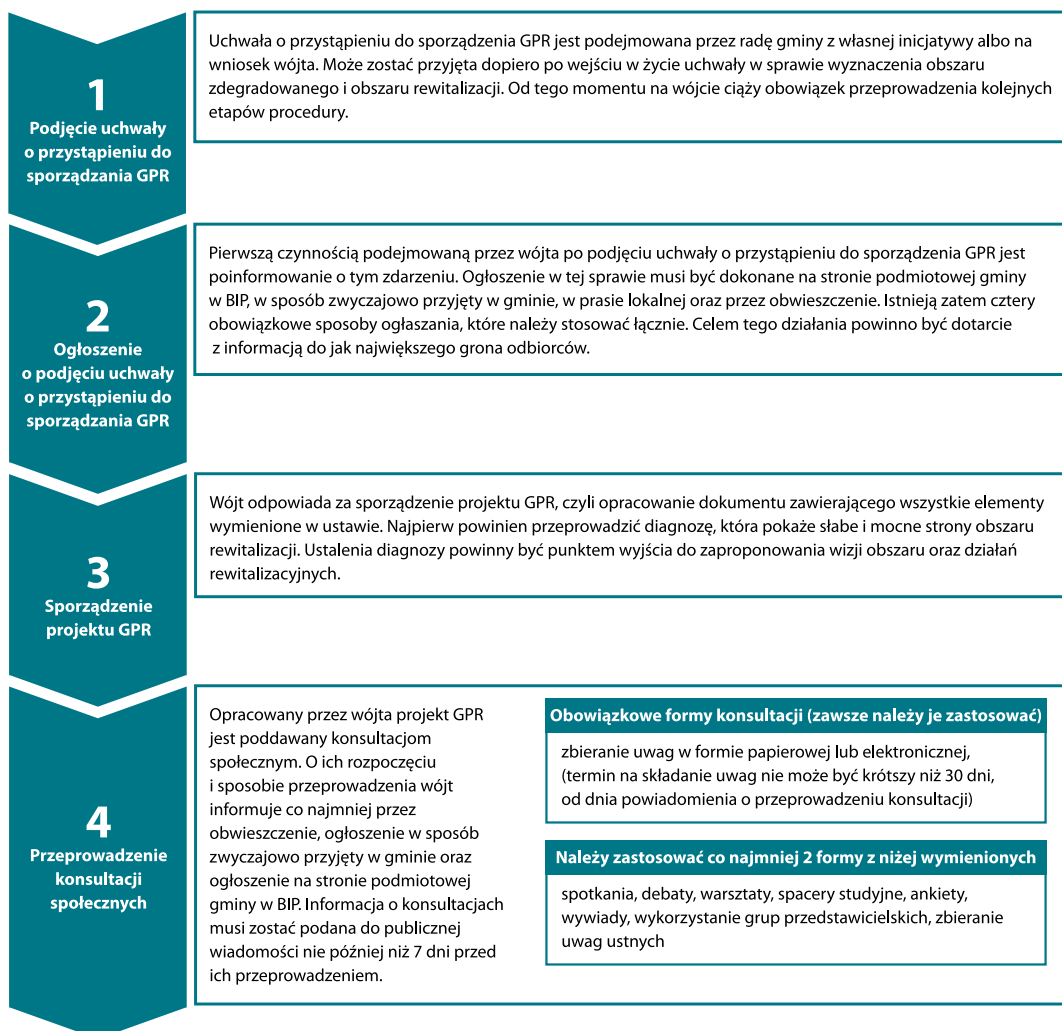 1
Podjęcie uchwały
o przystąpieniu do
sporządzania GPR
Uchwała o przystąpieniu do sporządzenia GPR jest podejmowana przez radę gminy z własnej inicjatywy albo na
wniosek wójta. Może zostać przyjęta dopiero po wejściu w życie uchwały w sprawie wyznaczenia obszaru
zdegradowanego i obszaru rewitalizacji. Od tego momentu na wójcie ciąży obowiązek przeprowadzenia kolejnych
etapów procedury.
2
Ogłoszenie
o podjęciu uchwały
o przystąpieniu do
sporządzania GPR
Pierwszą czynnością podejmowaną przez wójta po podjęciu uchwały o przystąpieniu do sporządzenia GPR jest
poinformowanie o tym zdarzeniu. Ogłoszenie w tej sprawie musi być dokonane na stronie podmiotowej gminy
w BIP, w sposób zwyczajowo przyjęty w gminie, w prasie lokalnej oraz przez obwieszczenie. Istnieją zatem cztery
obowiązkowe sposoby ogłaszania, które należy stosować łącznie. Celem tego działania powinno być dotarcie
z informacją do jak największego grona odbiorców.
3
Sporządzenie
projektu GPR
Wójt odpowiada za sporządzenie projektu GPR, czyli opracowanie dokumentu zawierającego wszystkie elementy
wymienione w ustawie. Najpierw powinien przeprowadzić diagnozę, która pokaże słabe i mocne strony obszaru
rewitalizacji. Ustalenia diagnozy powinny być punktem wyjścia do zaproponowania wizji obszaru oraz działań
rewitalizacyjnych.
4
Przeprowadzenie
konsultacji
społecznych
Opracowany przez wójta projekt GPR
jest poddawany konsultacjom
społecznym. O ich rozpoczęciu
i sposobie przeprowadzenia wójt
informuje co najmniej przez
obwieszczenie, ogłoszenie w sposób
zwyczajowo przyjęty w gminie oraz
ogłoszenie na stronie podmiotowej
gminy w BIP. Informacja o konsultacjach
musi zostać podana do publicznej
wiadomości nie później niż 7 dni przed
ich przeprowadzeniem.
Obowiązkowe formy konsultacji (zawsze należy je zastosować)
zbieranie uwag w formie papierowej lub elektronicznej,
(termin na składanie uwag nie może być krótszy niż 30 dni,
od dnia powiadomienia o przeprowadzeniu konsultacji)
Należy zastosować co najmniej 2 formy z niżej wymienionych
spotkania, debaty, warsztaty, spacery studyjne, ankiety,
wywiady, wykorzystanie grup przedstawicielskich, zbieranie
uwag ustnych